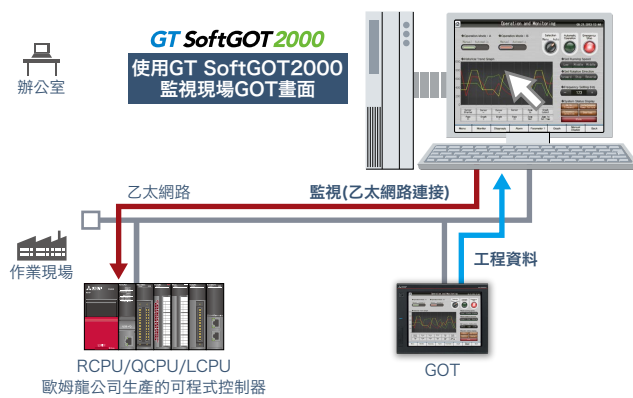 GT SoftGOT2000
使用GT SoftGOT2000
監視現場GOT畫面
Operation and Monitoring
辦公室
乙太網路
監視(乙太網路連接)
工程資料
作業現場
RCPU/QCPU/LCPU
歐姆龍公司生產的可程式控制器
GOT